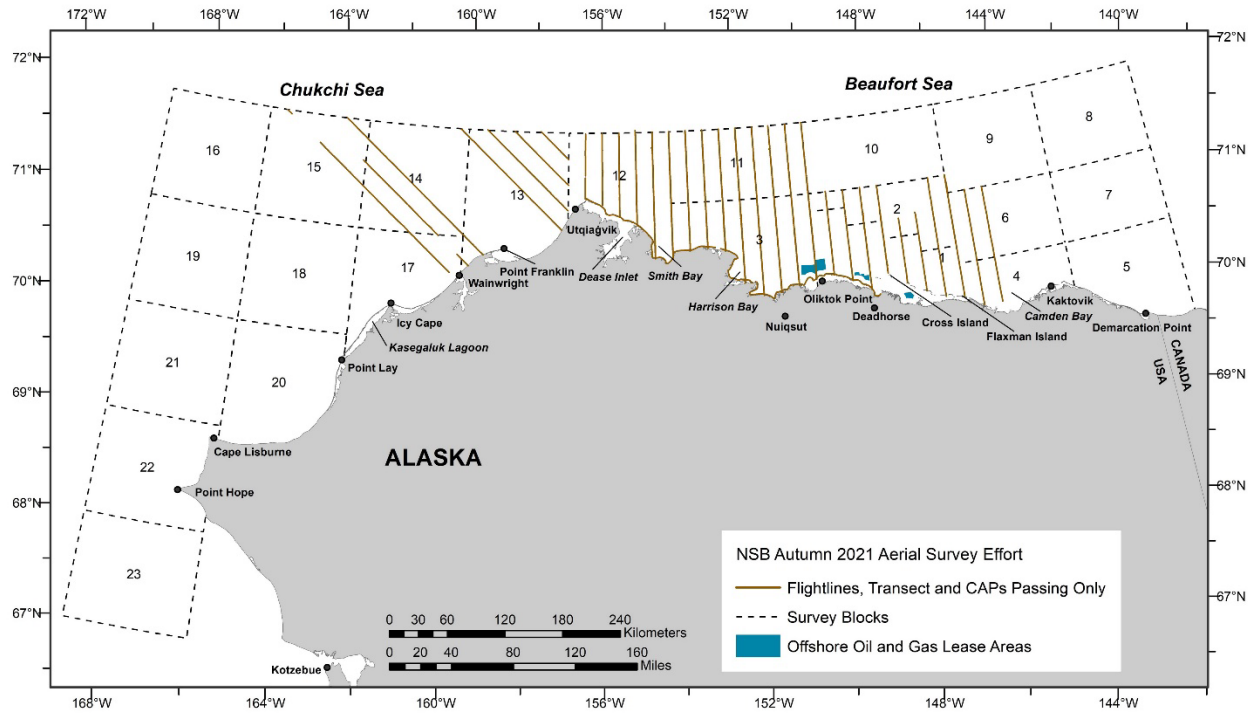 172°W 168°W 164°W 160°W 156°W 152°W 148°W 144°W 140°W
72°N 72°N
Chukchi Sea Beaufort Sea
8
9
16 10
71°N 15 11 71°N
14 12 7
13 2 6
Utqiaġvik 3
19 18 17 1 4 5
Point Franklin Dease Inlet Smith Bay
70°N Wainwright 70°N
Harrison Bay Oliktok Point Kaktovik
Icy Cape Nuiqsut Deadhorse Cross Island Camden Bay
Kasegaluk Lagoon Flaxman Island Demarcation Point
21 20 Point Lay CANADA
69°N USA 69°N
Cape Lisburne
ALASKA
22
68°N Point Hope 68°N
NSB Autumn 2021 Aerial Survey Effort
23 Flightlines, Transect and CAPs Passing Only
67°N 0 30 60 120 180 240 Kilometers Survey Blocks 67°N
0 20 40 80 120 160 Miles Offshore Oil and Gas Lease Areas
Kotzebue
168°W 164°W 160°W 156°W 152°W 148°W 144°W